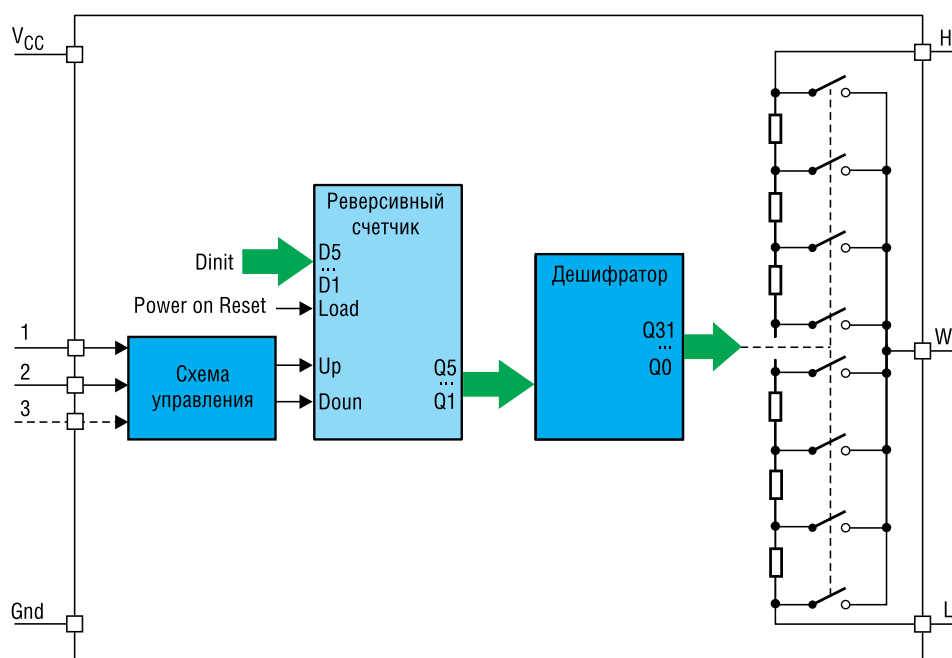 VCC
H
Реверсивный
счетчик
Dinit
D5
...
D1
Power on Reset
Load
Дешифратор
Q31
...
Q0
1
2
3
Схема
управления
Up
Doun
Q5
...
Q1
W
Gnd
L